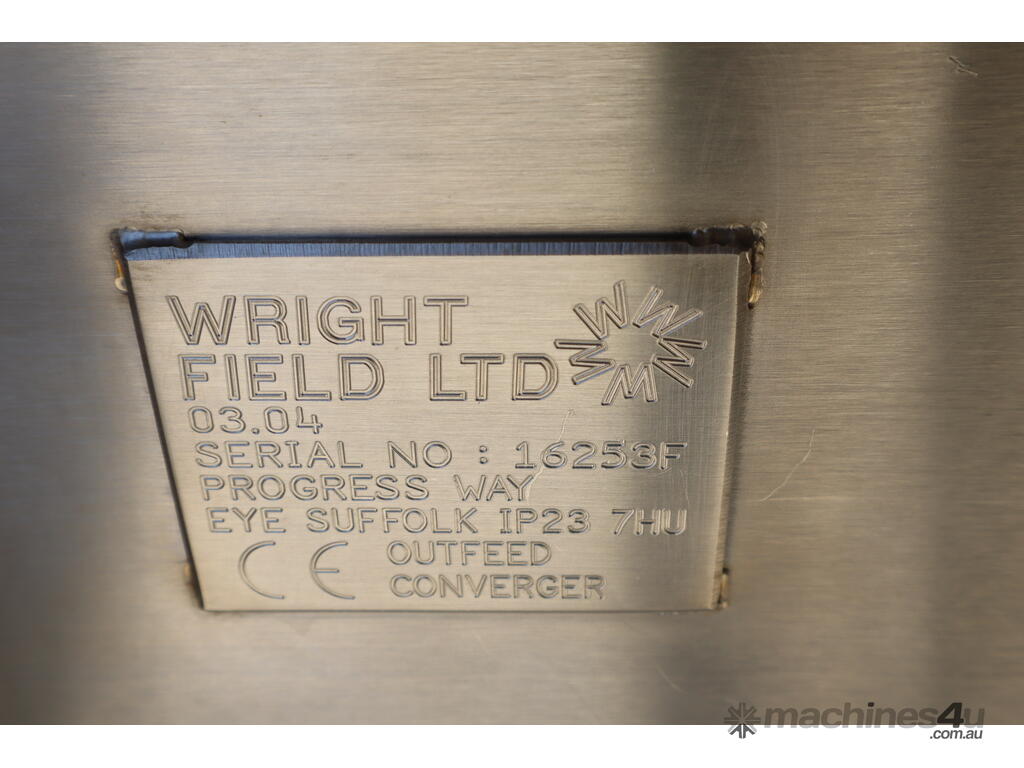 WRIGHT
FIELD LTD
03.04
SERIAL NO : 16253F
PROGRESS WAY
EYE SUFFOLK IP23 7HU
CE OUTFEED
CONVERGER
machines4u
.com.au